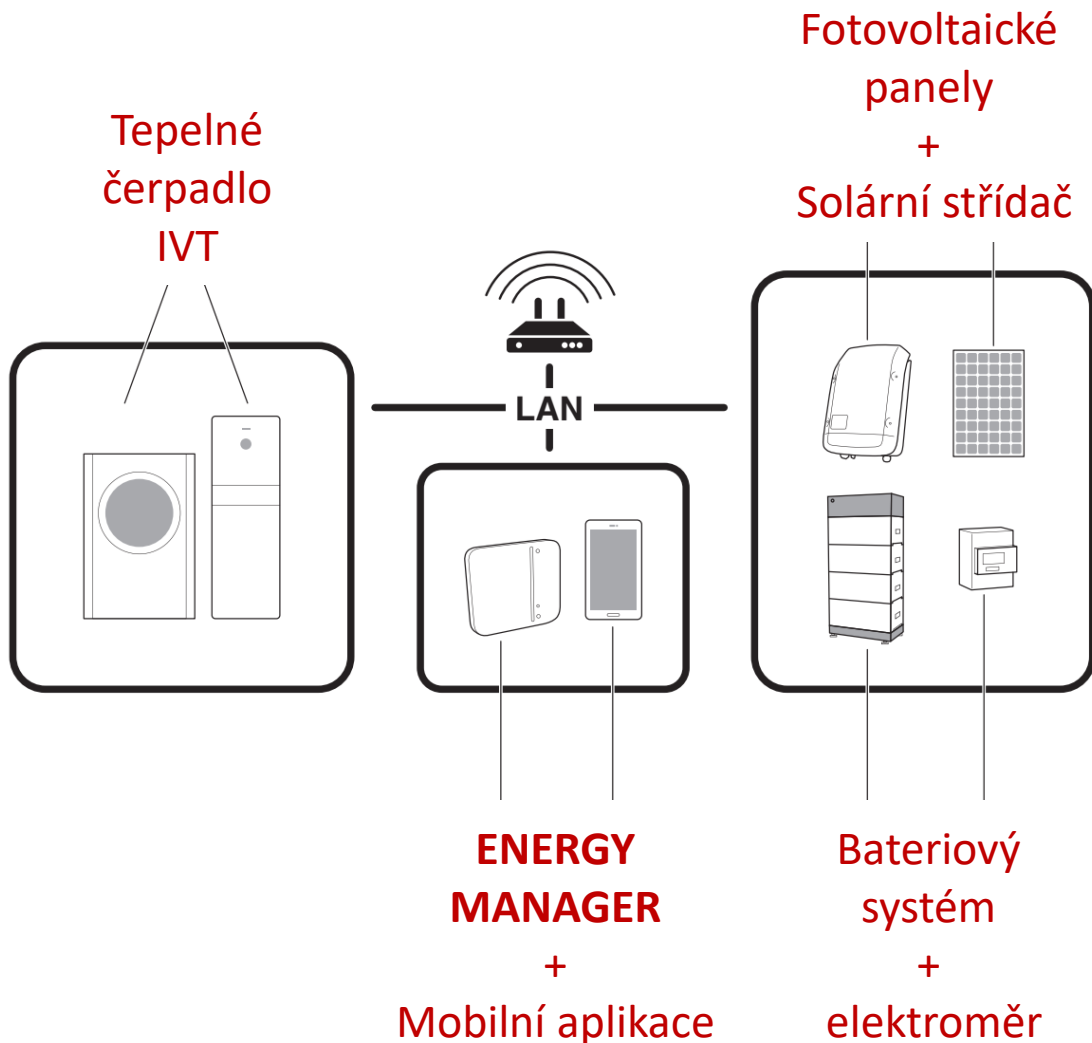 Fotovoltaické
panely
+
Solární střídač
Tepelné
čerpadlo
IVT
LAN
ENERGY
MANAGER
+
Mobilní aplikace
Bateriový
systém
+
elektroměr